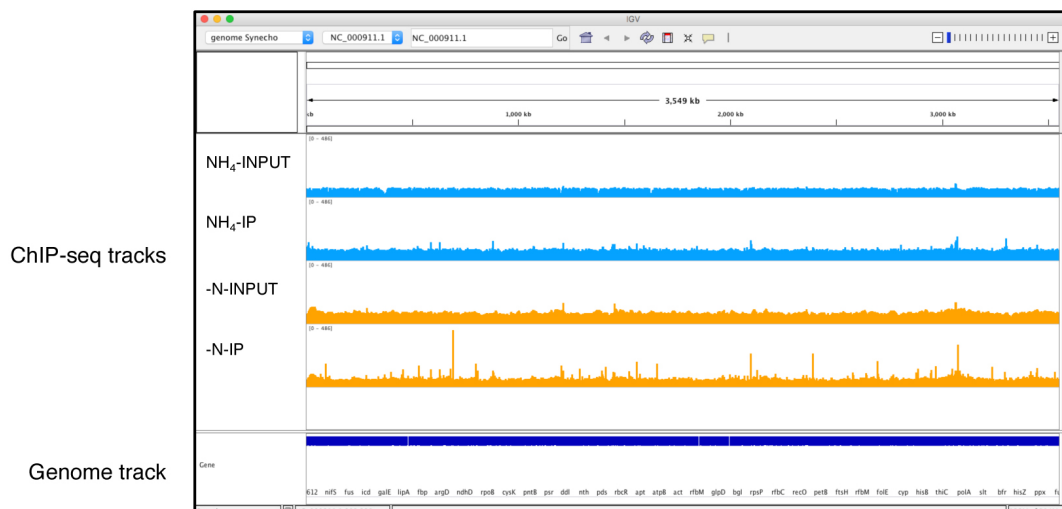 IGV
genome Synecho NC_000911.1 NC_000911.1 Go
3,549 kb
kb 1,000 kb 2,000 kb 3,000 kb
[0 - 486]
NH₄-INPUT
[0 - 486]
NH₄-IP
ChIP-seq tracks
[0 - 486]
-N-INPUT
[0 - 486]
-N-IP
Genome track
Gene
612 nifS fus icd galE lipA fbp argD ndhD rpoB cysK pntB psr ddl nth pds rbcR apt atpB act rfbM glpD bgl rpsP rfbC recO petB ftsH rfbM folE cyp hisB thiC polA slt bfr hisZ ppx